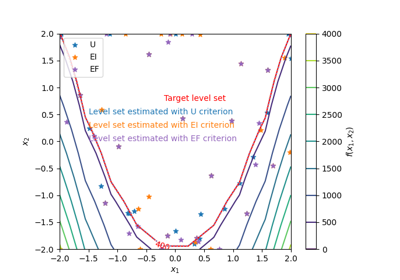 U
EI
EF
Target level set
Level set estimated with U criterion
Level set estimated with EI criterion
Level set estimated with EF criterion
400
2.0
1.5
1.0
0.5
0.0
−0.5
−1.0
−1.5
−2.0
x₂
−2.0 −1.5 −1.0 −0.5 0.0 0.5 1.0 1.5 2.0
x₁
4000
3500
3000
2500
2000
1500
1000
500
0
f(x₁, x₂)